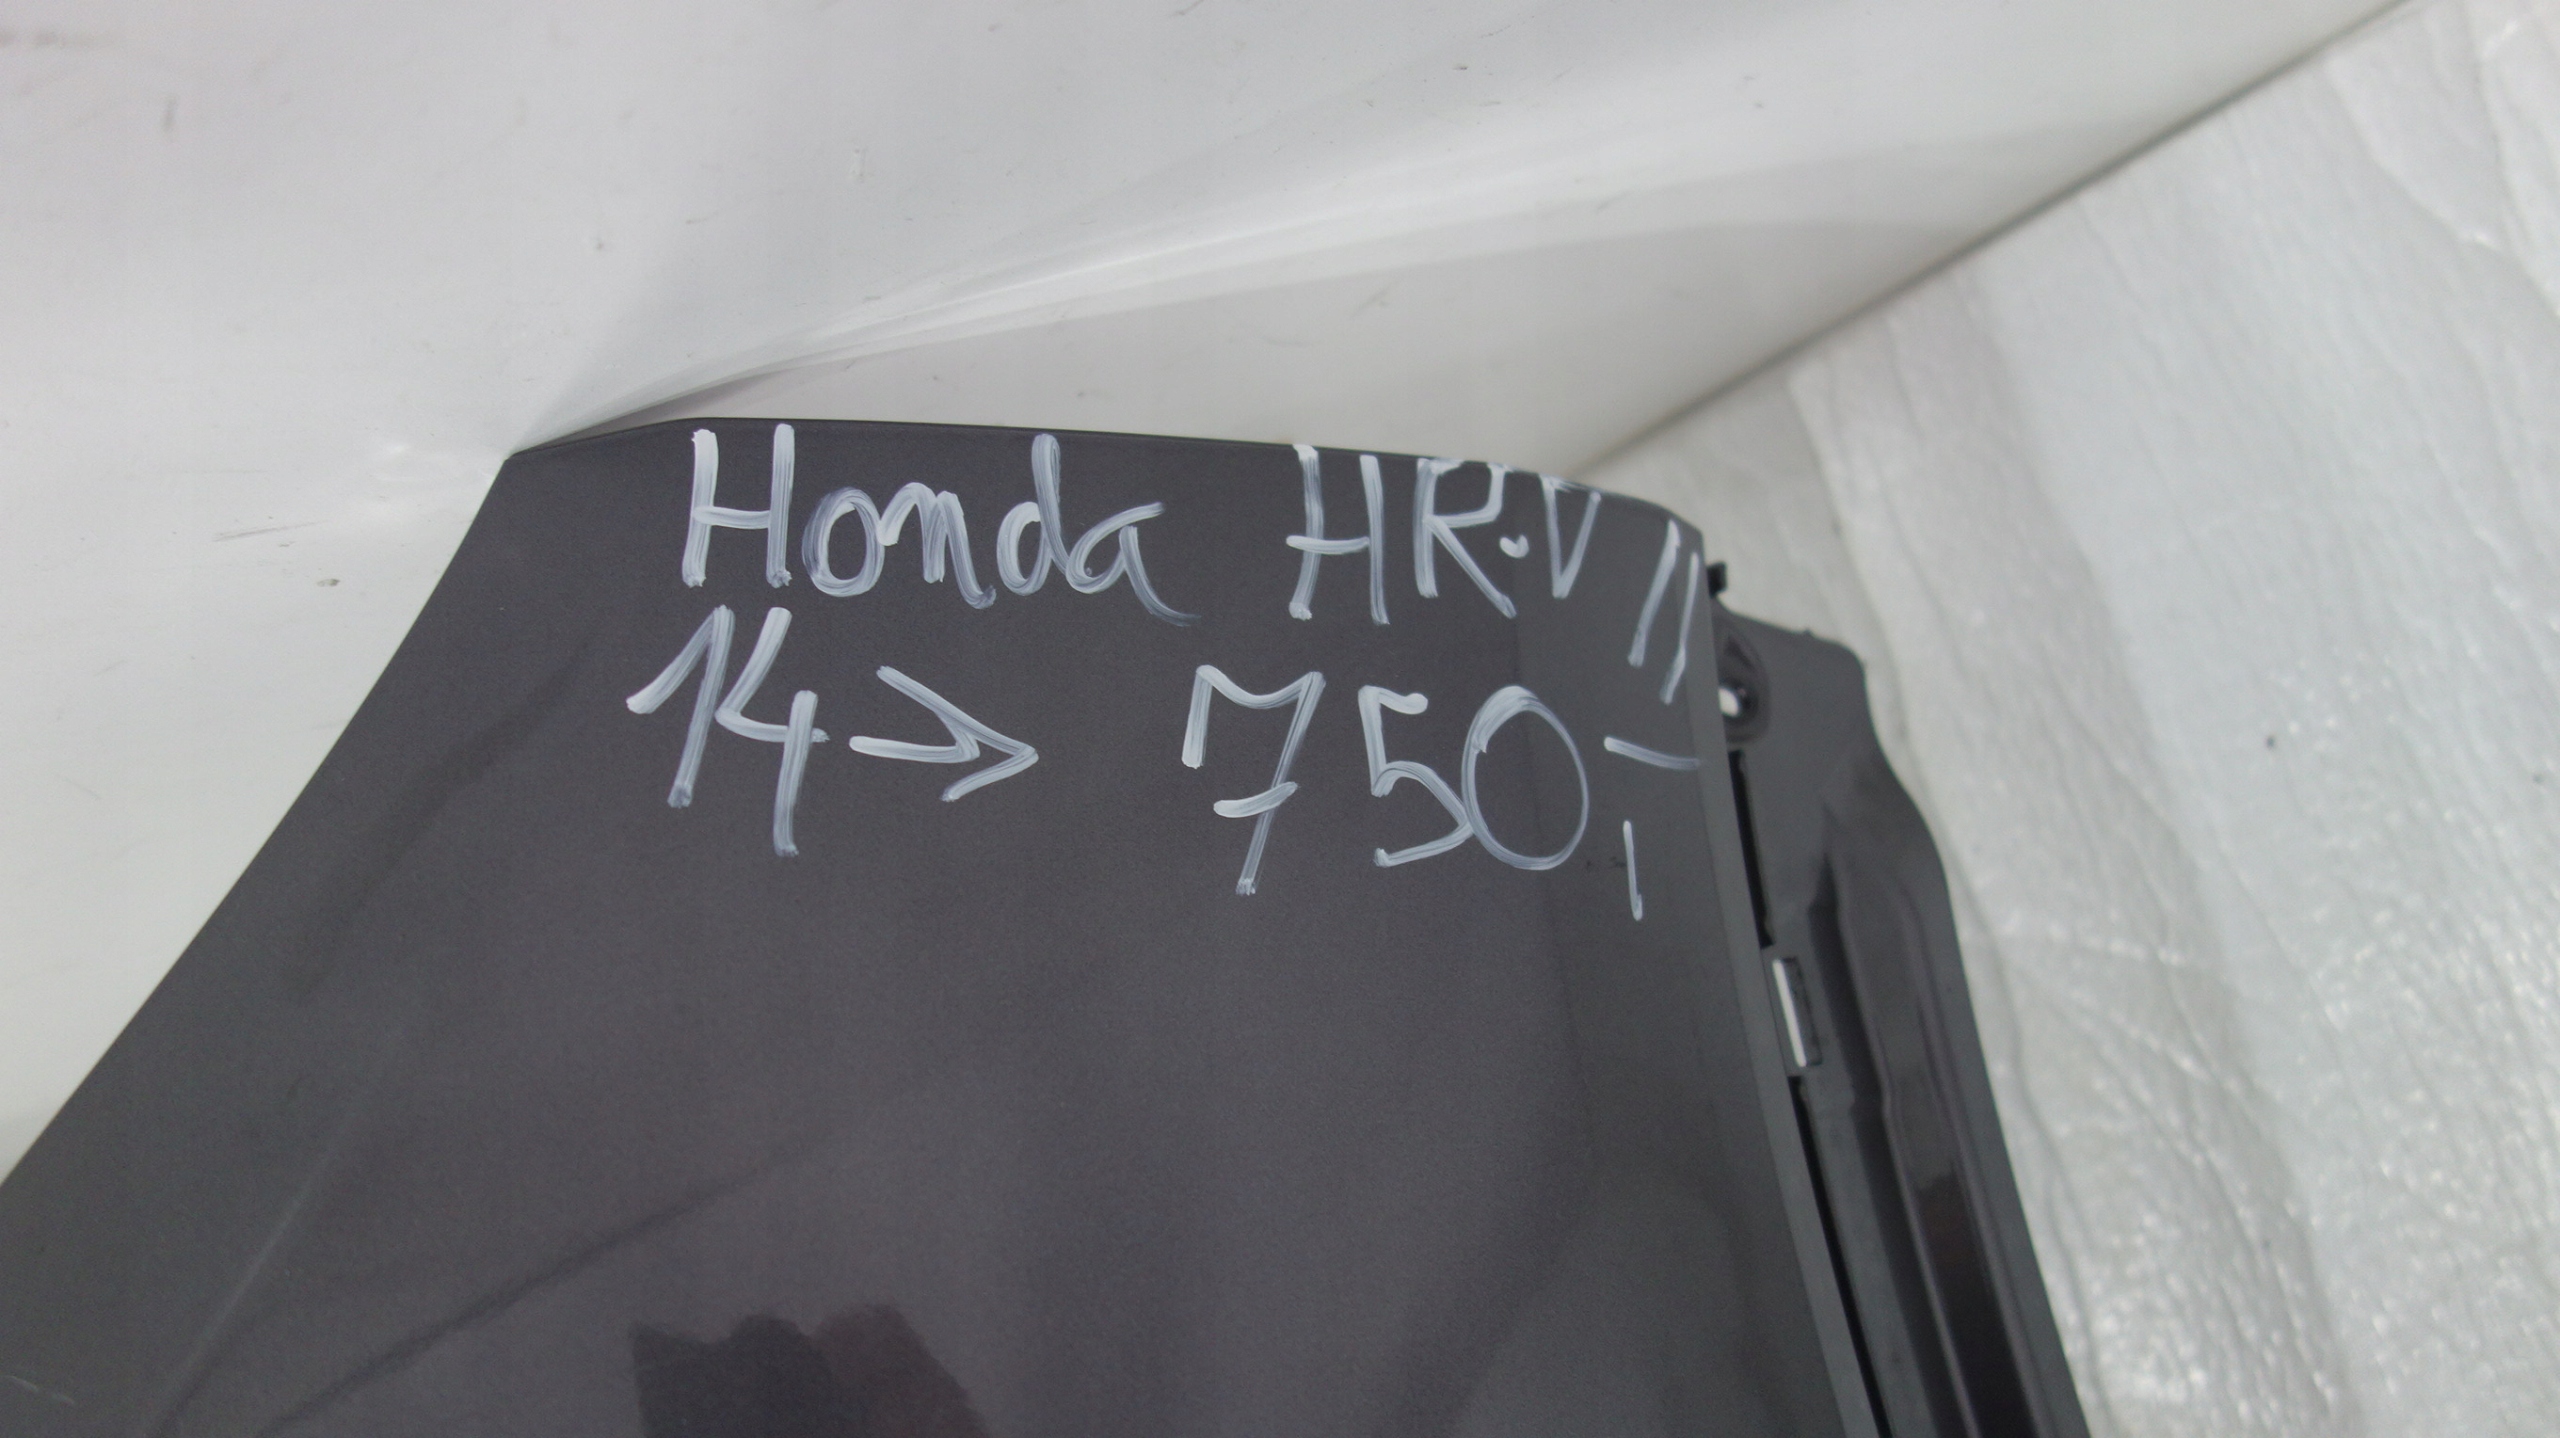 Honda HR-V II
14-> 750,-